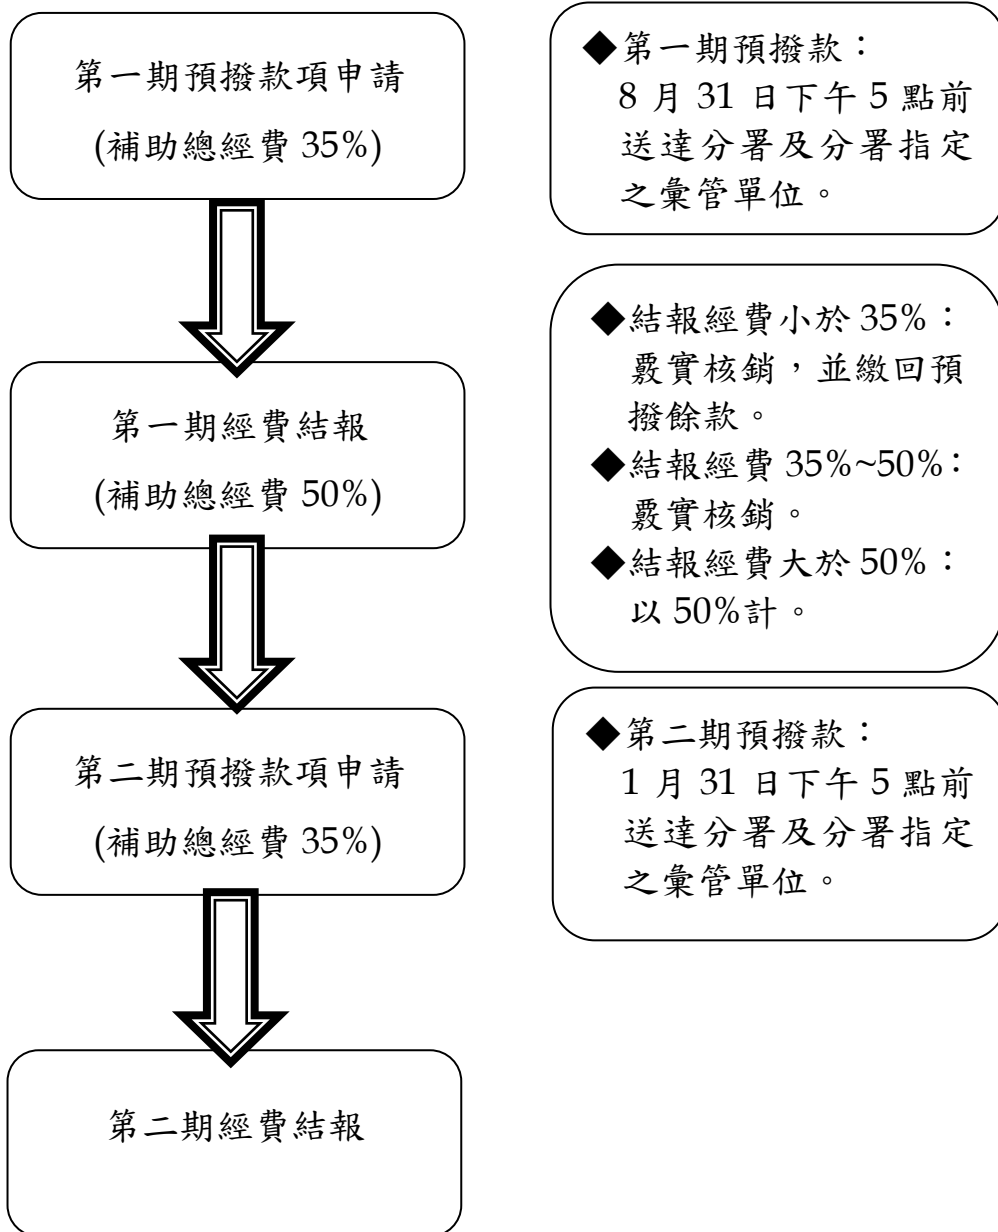 第一期預撥款項申請
(補助總經費 35%)
◆第一期預撥款：
8 月 31 日下午 5 點前
送達分署及分署指定
之彙管單位。
第一期經費結報
(補助總經費 50%)
◆結報經費小於 35%：
覈實核銷，並繳回預
撥餘款。
◆結報經費 35%~50%：
覈實核銷。
◆結報經費大於 50%：
以 50%計。
第二期預撥款項申請
(補助總經費 35%)
◆第二期預撥款：
1 月 31 日下午 5 點前
送達分署及分署指定
之彙管單位。
第二期經費結報